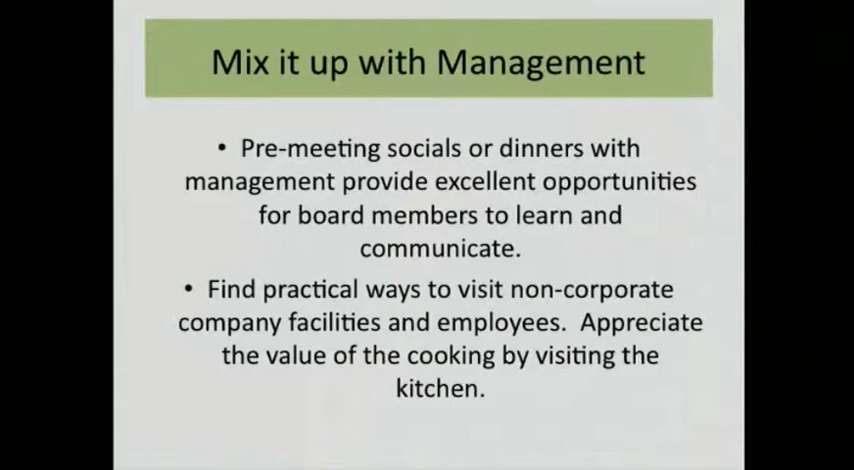 Mix it up with Management
• Pre-meeting socials or dinners with
management provide excellent opportunities
for board members to learn and
communicate.
• Find practical ways to visit non-corporate
company facilities and employees.  Appreciate
the value of the cooking by visiting the
kitchen.